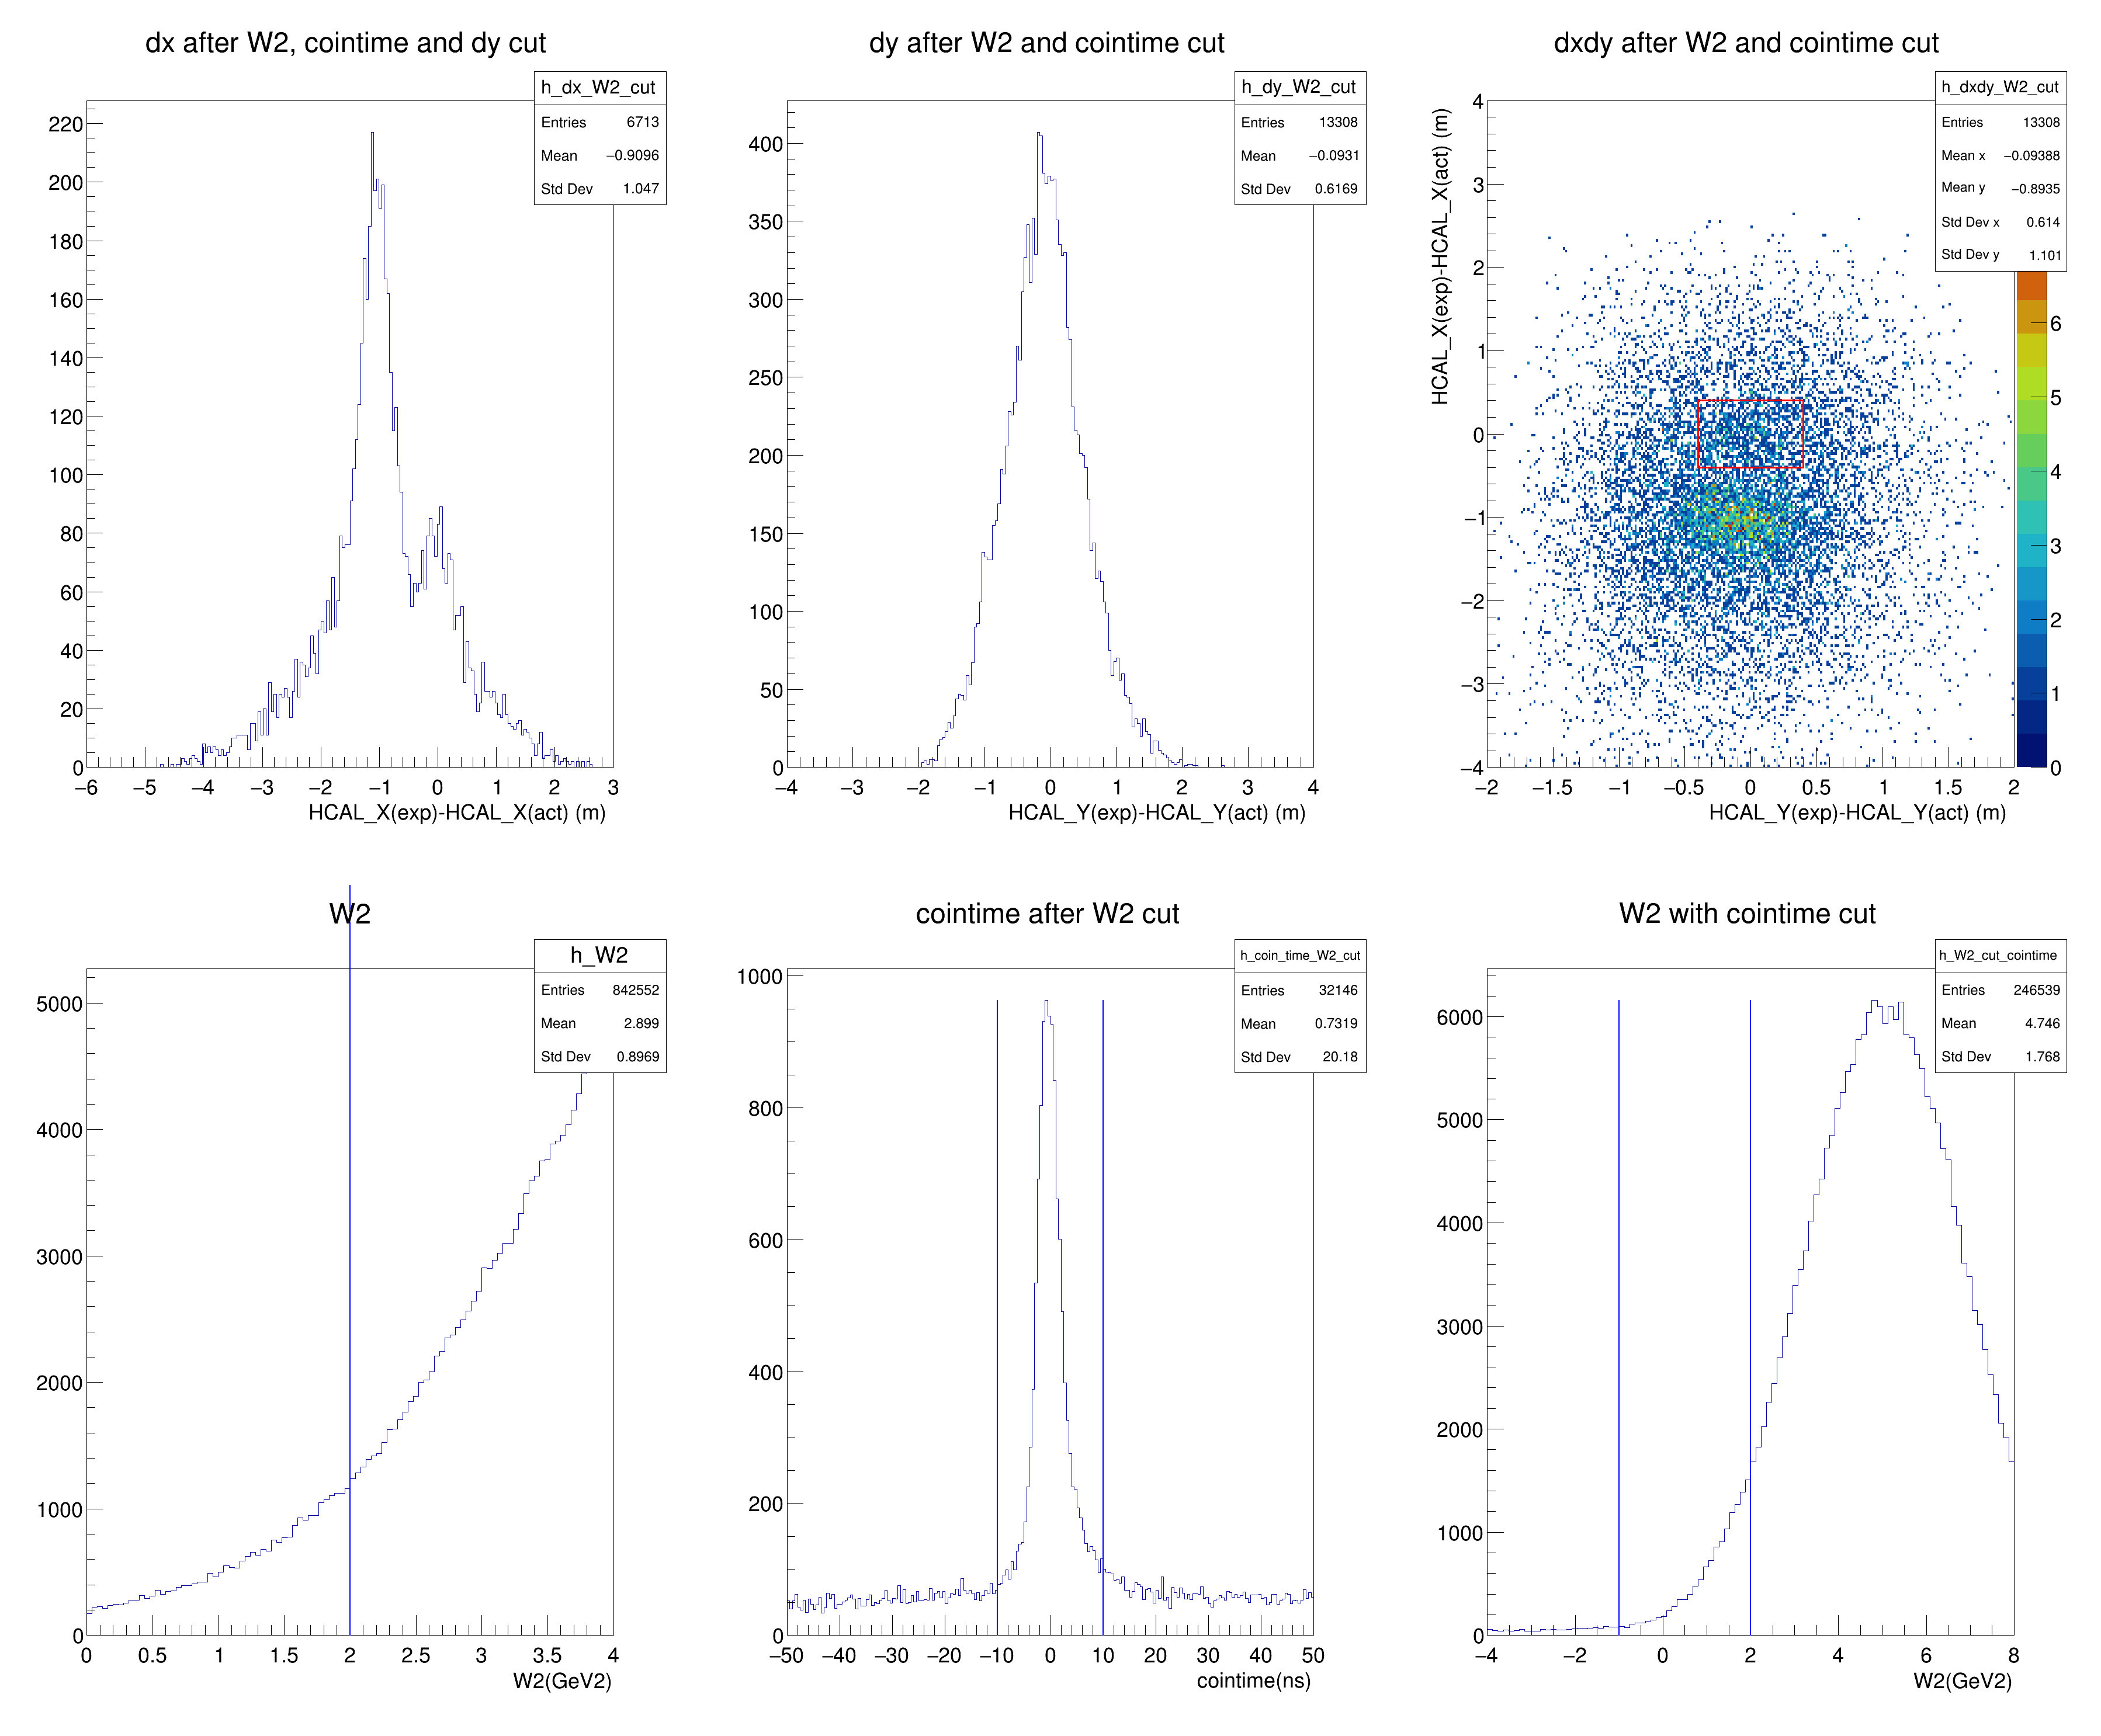 dx after W2, cointime and dy cut
h_dx_W2_cut
Entries 6713
Mean −0.9096
Std Dev 1.047
220
200
180
160
140
120
100
80
60
40
20
0
−6 −5 −4 −3 −2 −1 0 1 2 3
HCAL_X(exp)-HCAL_X(act) (m)
dy after W2 and cointime cut
h_dy_W2_cut
Entries 13308
Mean −0.0931
Std Dev 0.6169
400
350
300
250
200
150
100
50
0
−4 −3 −2 −1 0 1 2 3 4
HCAL_Y(exp)-HCAL_Y(act) (m)
dxdy after W2 and cointime cut
h_dxdy_W2_cut
Entries 13308
Mean x −0.09388
Mean y −0.8935
Std Dev x 0.614
Std Dev y 1.101
HCAL_X(exp)-HCAL_X(act) (m)
4
3
2
1
0
−1
−2
−3
−4
6
5
4
3
2
1
0
−2 −1.5 −1 −0.5 0 0.5 1 1.5 2
HCAL_Y(exp)-HCAL_Y(act) (m)
W2
h_W2
Entries 842552
Mean 2.899
Std Dev 0.8969
5000
4000
3000
2000
1000
0
0 0.5 1 1.5 2 2.5 3 3.5 4
W2(GeV2)
cointime after W2 cut
h_coin_time_W2_cut
Entries 32146
Mean 0.7319
Std Dev 20.18
1000
800
600
400
200
0
−50 −40 −30 −20 −10 0 10 20 30 40 50
cointime(ns)
W2 with cointime cut
h_W2_cut_cointime
Entries 246539
Mean 4.746
Std Dev 1.768
6000
5000
4000
3000
2000
1000
0
−4 −2 0 2 4 6 8
W2(GeV2)